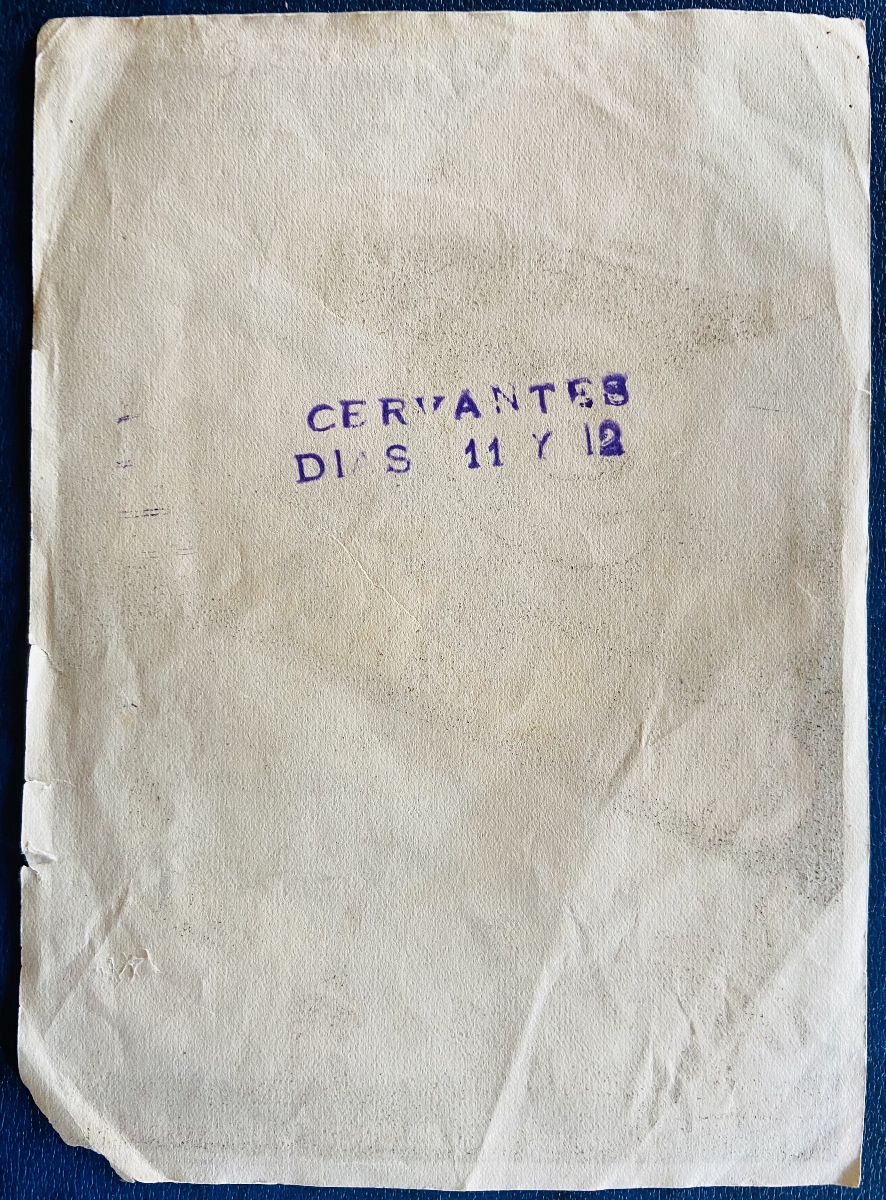 CERVANTES
DIAS 11 Y 12